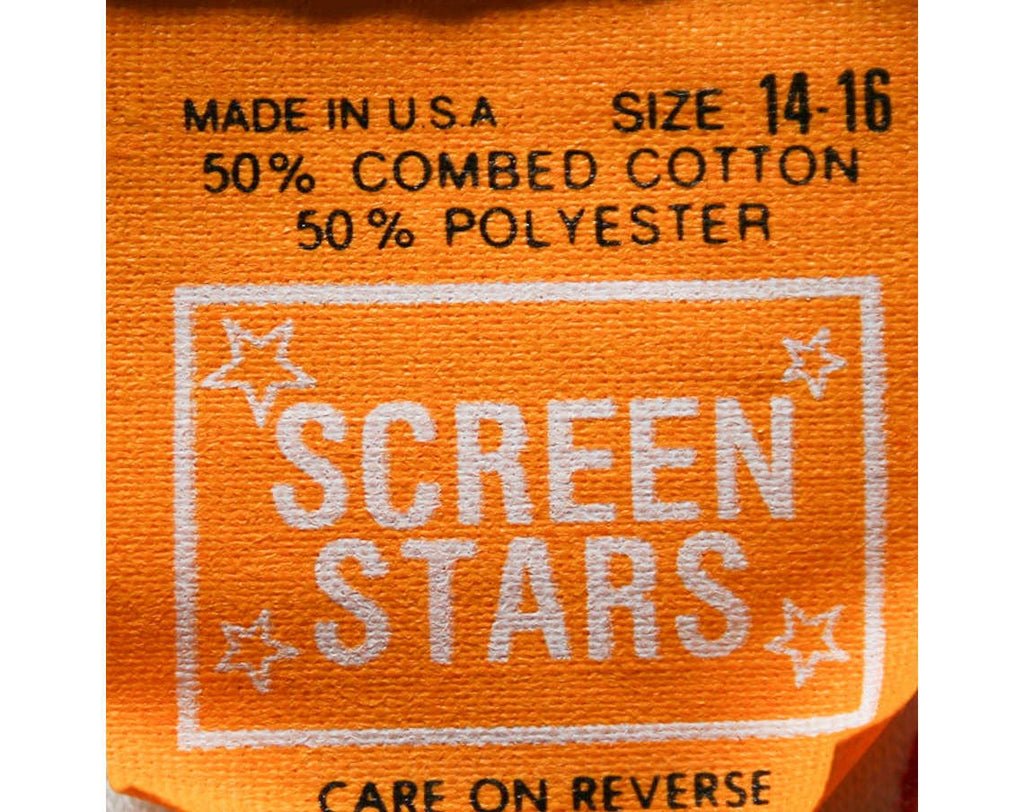 MADE IN U.S.A SIZE 14-16
50% COMBED COTTON
50% POLYESTER
SCREEN
STARS
CARE ON REVERSE